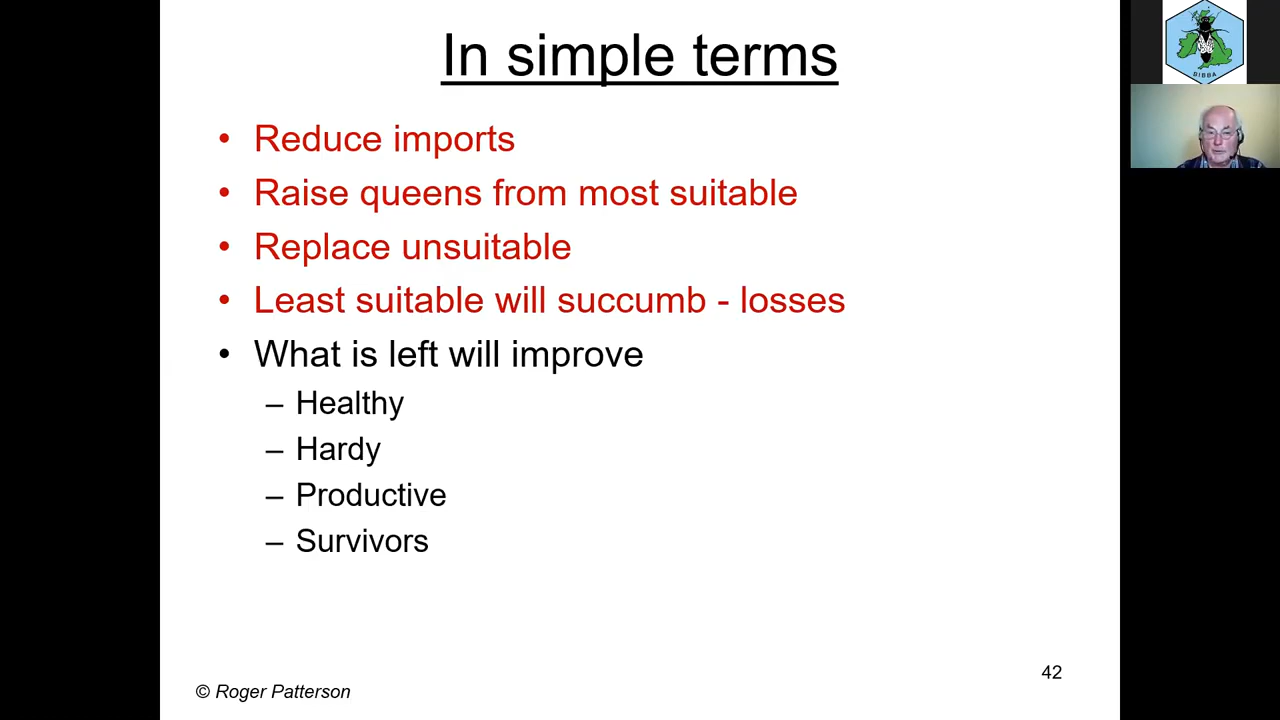 In simple terms
• Reduce imports
• Raise queens from most suitable
• Replace unsuitable
• Least suitable will succumb - losses
• What is left will improve
– Healthy
– Hardy
– Productive
– Survivors
42
© Roger Patterson
BIBBA